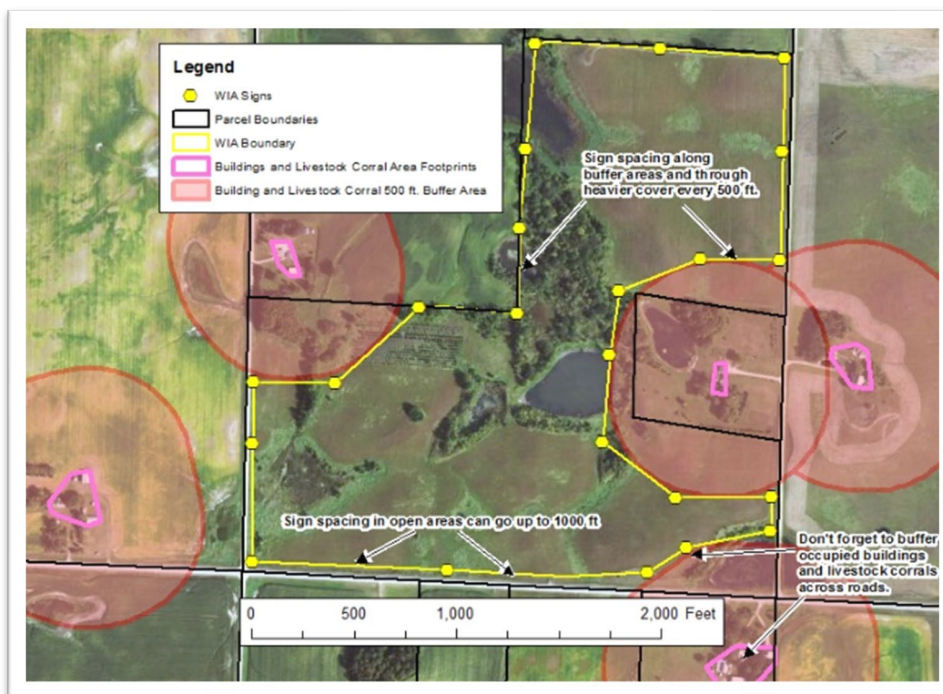 Legend
WIA Signs
Parcel Boundaries
WIA Boundary
Buildings and Livestock Corral Area Footprints
Building and Livestock Corral 500 ft. Buffer Area
Sign spacing along
buffer areas and through
heavier cover every 500 ft.
Sign spacing in open areas can go up to 1000 ft
Don't forget to buffer
occupied buildings
and livestock corrals
across roads.
0 500 1,000 2,000 Feet